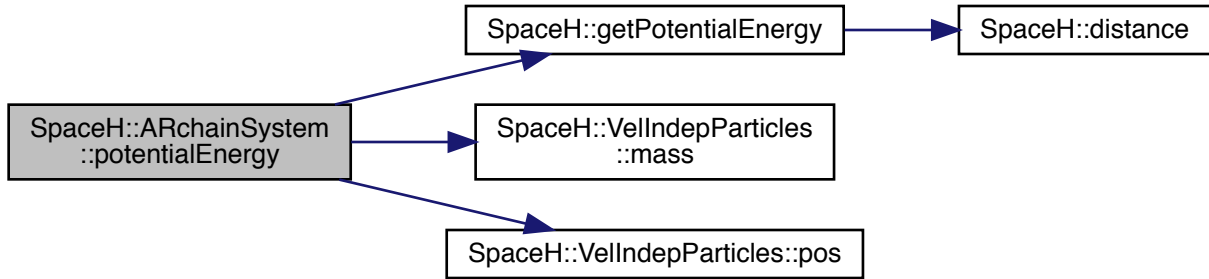 SpaceH::ARchainSystem
::potentialEnergy
SpaceH::getPotentialEnergy
SpaceH::distance
SpaceH::VelIndepParticles
::mass
SpaceH::VelIndepParticles::pos